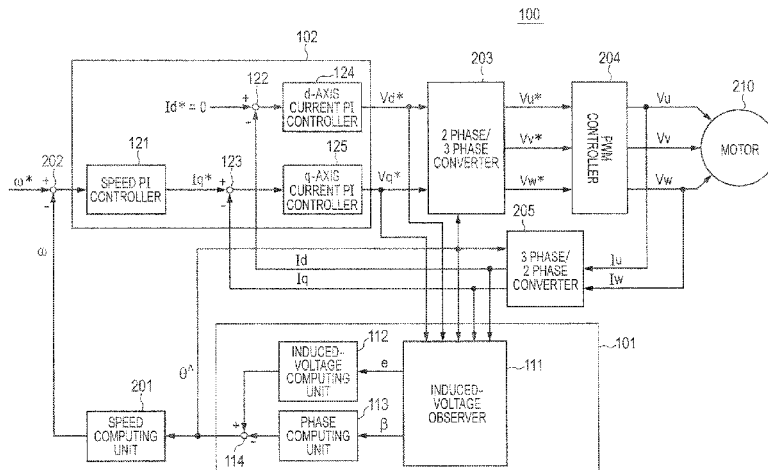 100
102
122
124
203
204
210
Id* = 0
+
-
d-AXIS
CURRENT PI
CONTROLLER
Vd*
Vu*
Vu
202
121
123
125
2 PHASE/
3 PHASE
CONVERTER
Vv*
PWM
CONTROLLER
Vv
MOTOR
ω*
+
-
SPEED PI
CONTROLLER
Iq*
+
-
q-AXIS
CURRENT PI
CONTROLLER
Vq*
Vw*
Vw
205
ω
Id
Iq
3 PHASE/
2 PHASE
CONVERTER
Iu
Iw
θ^
112
INDUCED-
VOLTAGE
COMPUTING
UNIT
e
111
101
INDUCED-
VOLTAGE
OBSERVER
201
SPEED
COMPUTING
UNIT
+
-
114
113
PHASE
COMPUTING
UNIT
β